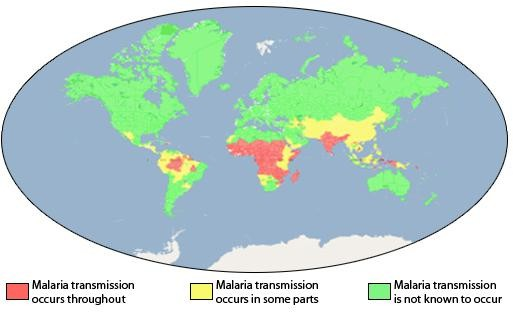 Malaria transmission
occurs throughout
Malaria transmission
occurs in some parts
Malaria transmission
is not known to occur